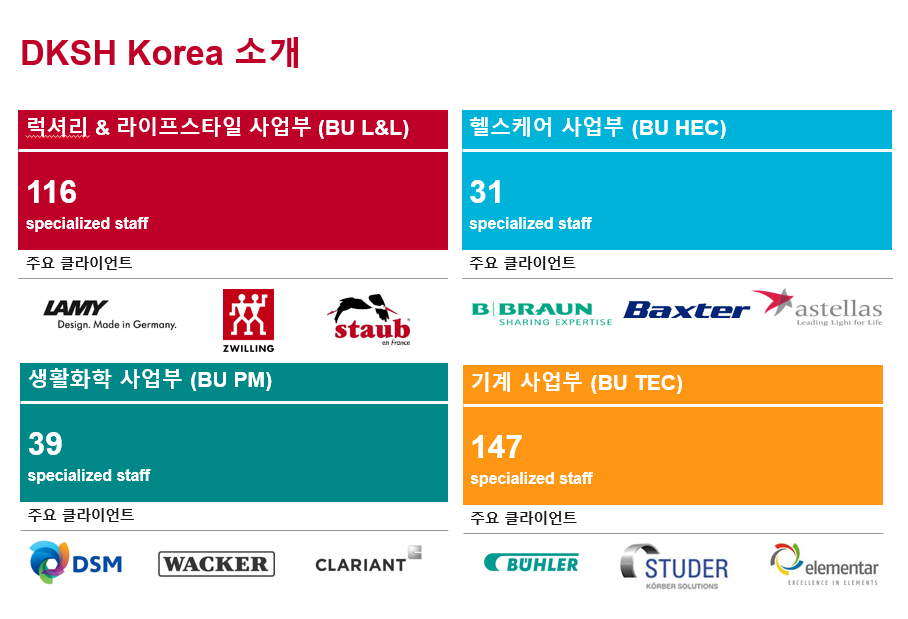 DKSH Korea 소개
럭셔리 & 라이프스타일 사업부 (BU L&L)
116
specialized staff
주요 클라이언트
LAMY
Design. Made in Germany.
ZWILLING
staub
en France
헬스케어 사업부 (BU HEC)
31
specialized staff
주요 클라이언트
B|BRAUN
SHARING EXPERTISE
Baxter
astellas
Leading Light for Life
생활화학 사업부 (BU PM)
39
specialized staff
주요 클라이언트
DSM
WACKER
CLARIANT
기계 사업부 (BU TEC)
147
specialized staff
주요 클라이언트
BÜHLER
STUDER
KÖRBER SOLUTIONS
elementar
EXCELLENCE IN ELEMENTS